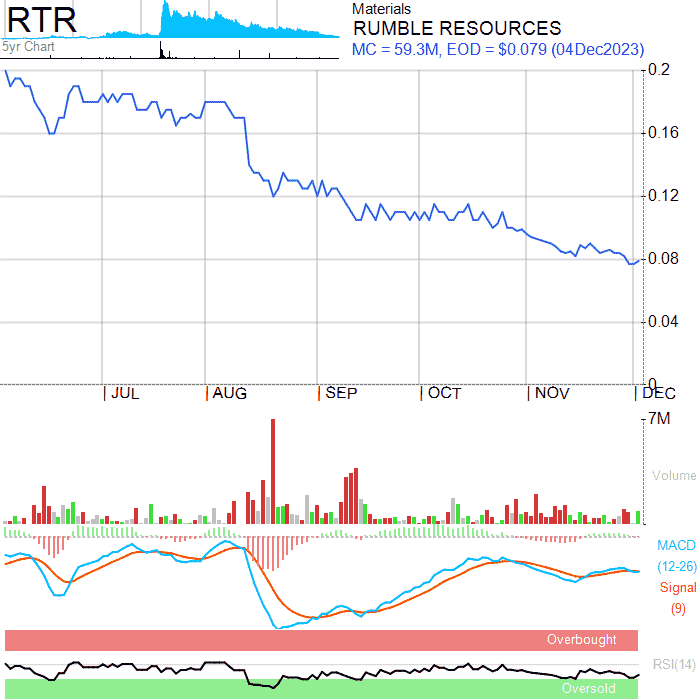 RTR
5yr Chart
Materials
RUMBLE RESOURCES
MC = 59.3M, EOD = $0.079 (04Dec2023)
0.2
0.16
0.12
0.08
0.04
0
JUL
AUG
SEP
OCT
NOV
DEC
7M
Volume
MACD
(12-26)
Signal
(9)
Overbought
RSI(14)
Oversold